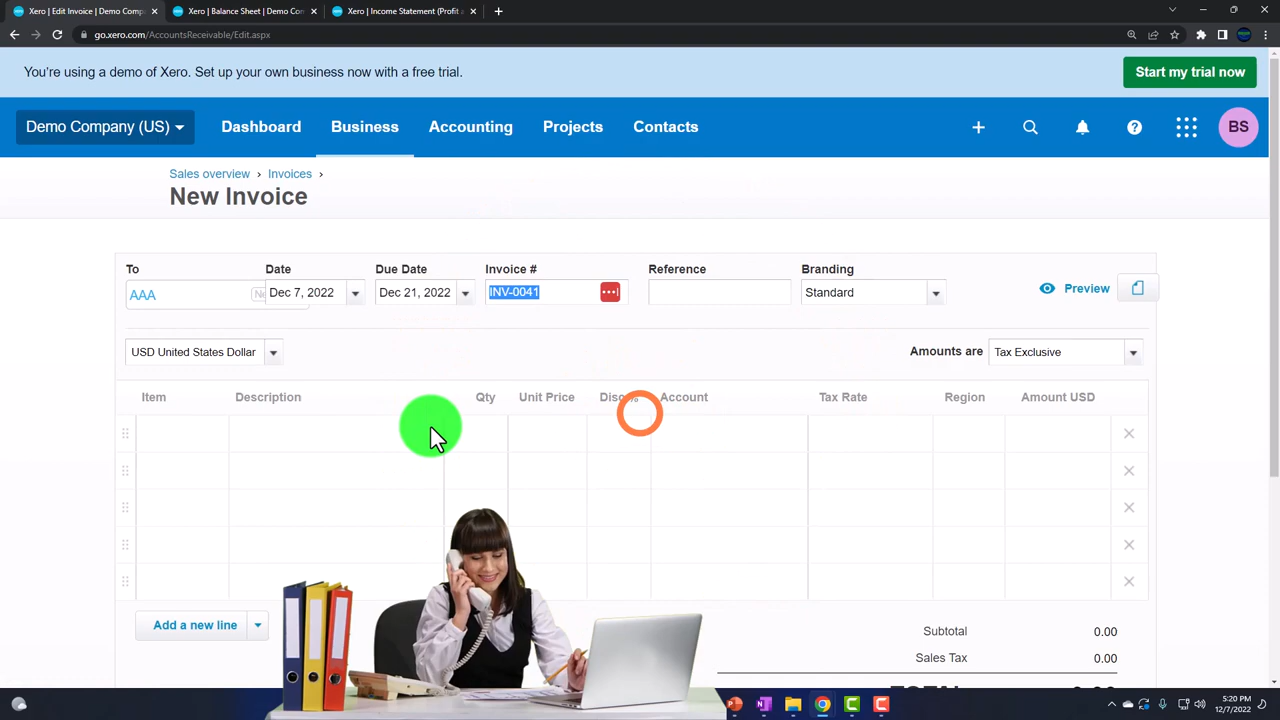 Xero | Edit Invoice | Demo Comp
Xero | Balance Sheet | Demo Con
Xero | Income Statement (Profit a
go.xero.com/AccountsReceivable/Edit.aspx
You're using a demo of Xero. Set up your own business now with a free trial.
Start my trial now
Demo Company (US)
Dashboard
Business
Accounting
Projects
Contacts
BS
Sales overview › Invoices ›
New Invoice
To
Date
Due Date
Invoice #
Reference
Branding
AAA
Ne
Dec 7, 2022
Dec 21, 2022
INV-0041
Standard
Preview
USD United States Dollar
Amounts are
Tax Exclusive
Item
Description
Qty
Unit Price
Disc %
Account
Tax Rate
Region
Amount USD
Add a new line
Subtotal
0.00
Sales Tax
0.00
5:20 PM
12/7/2022